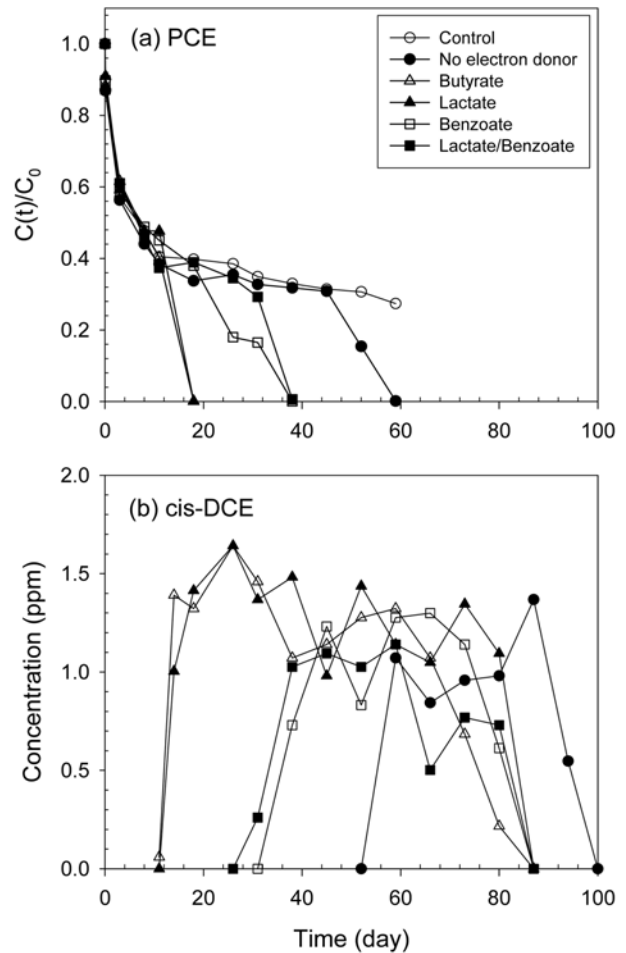 (a) PCE
Control
No electron donor
Butyrate
Lactate
Benzoate
Lactate/Benzoate
C(t)/C₀
1.0
0.8
0.6
0.4
0.2
0.0
0 20 40 60 80 100
(b) cis-DCE
Concentration (ppm)
2.0
1.5
1.0
0.5
0.0
0 20 40 60 80 100
Time (day)